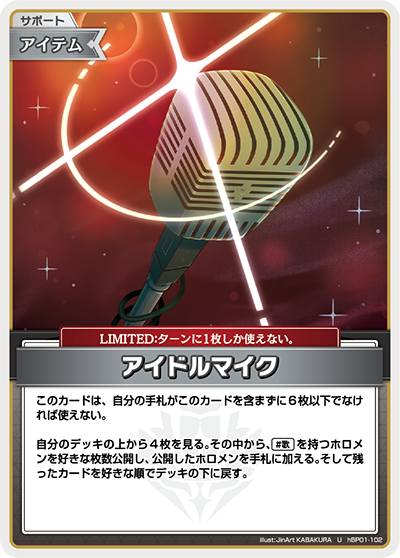 サポート
アイテム
LIMITED:ターンに1枚しか使えない。
アイドルマイク
このカードは、自分の手札がこのカードを含まずに6枚以下でなけ
れば使えない。
自分のデッキの上から4枚を見る。その中から、#歌を持つホロメ
ンを好きな枚数公開し、公開したホロメンを手札に加える。そして残
ったカードを好きな順でデッキの下に戻す。
illust:JinArt KABAKURA U hBP01-102